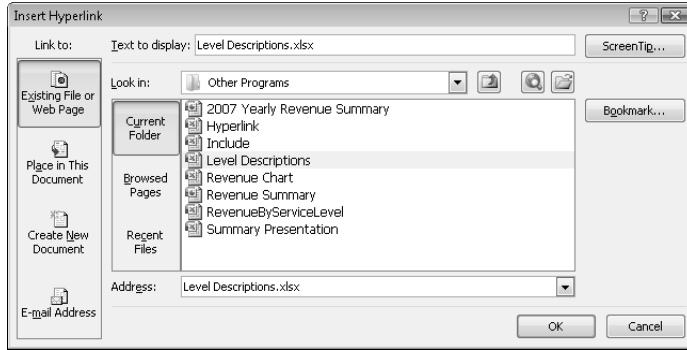 Insert Hyperlink
Link to:
Text to display: Level Descriptions.xlsx
ScreenTip...
Existing File or
Web Page
Look in:
Other Programs
Bookmark...
Current
Folder
2007 Yearly Revenue Summary
Hyperlink
Include
Level Descriptions
Revenue Chart
Revenue Summary
RevenueByServiceLevel
Summary Presentation
Place in This
Document
Browsed
Pages
Create New
Document
Recent
Files
E-mail Address
Address:
Level Descriptions.xlsx
OK
Cancel